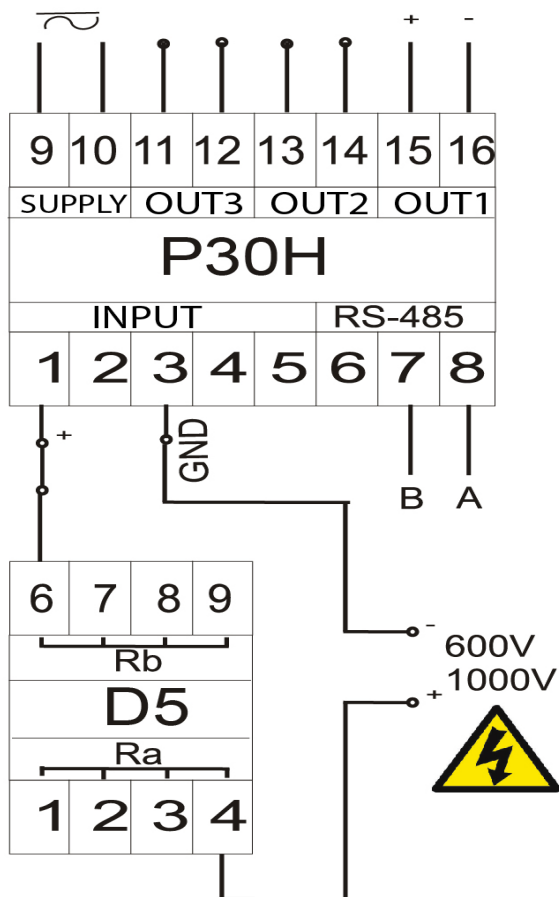 + -
9 10 11 12 13 14 15 16
SUPPLY OUT3 OUT2 OUT1
P30H
INPUT RS-485
1 2 3 4 5 6 7 8
+
GND
B A
6 7 8 9
Rb
D5
Ra
1 2 3 4
-
600V
+ 1000V